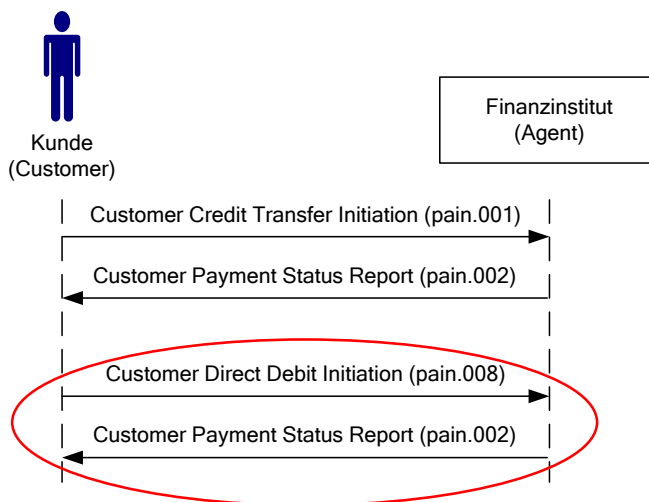 Kunde
(Customer)
Finanzinstitut
(Agent)
Customer Credit Transfer Initiation (pain.001)
Customer Payment Status Report (pain.002)
Customer Direct Debit Initiation (pain.008)
Customer Payment Status Report (pain.002)